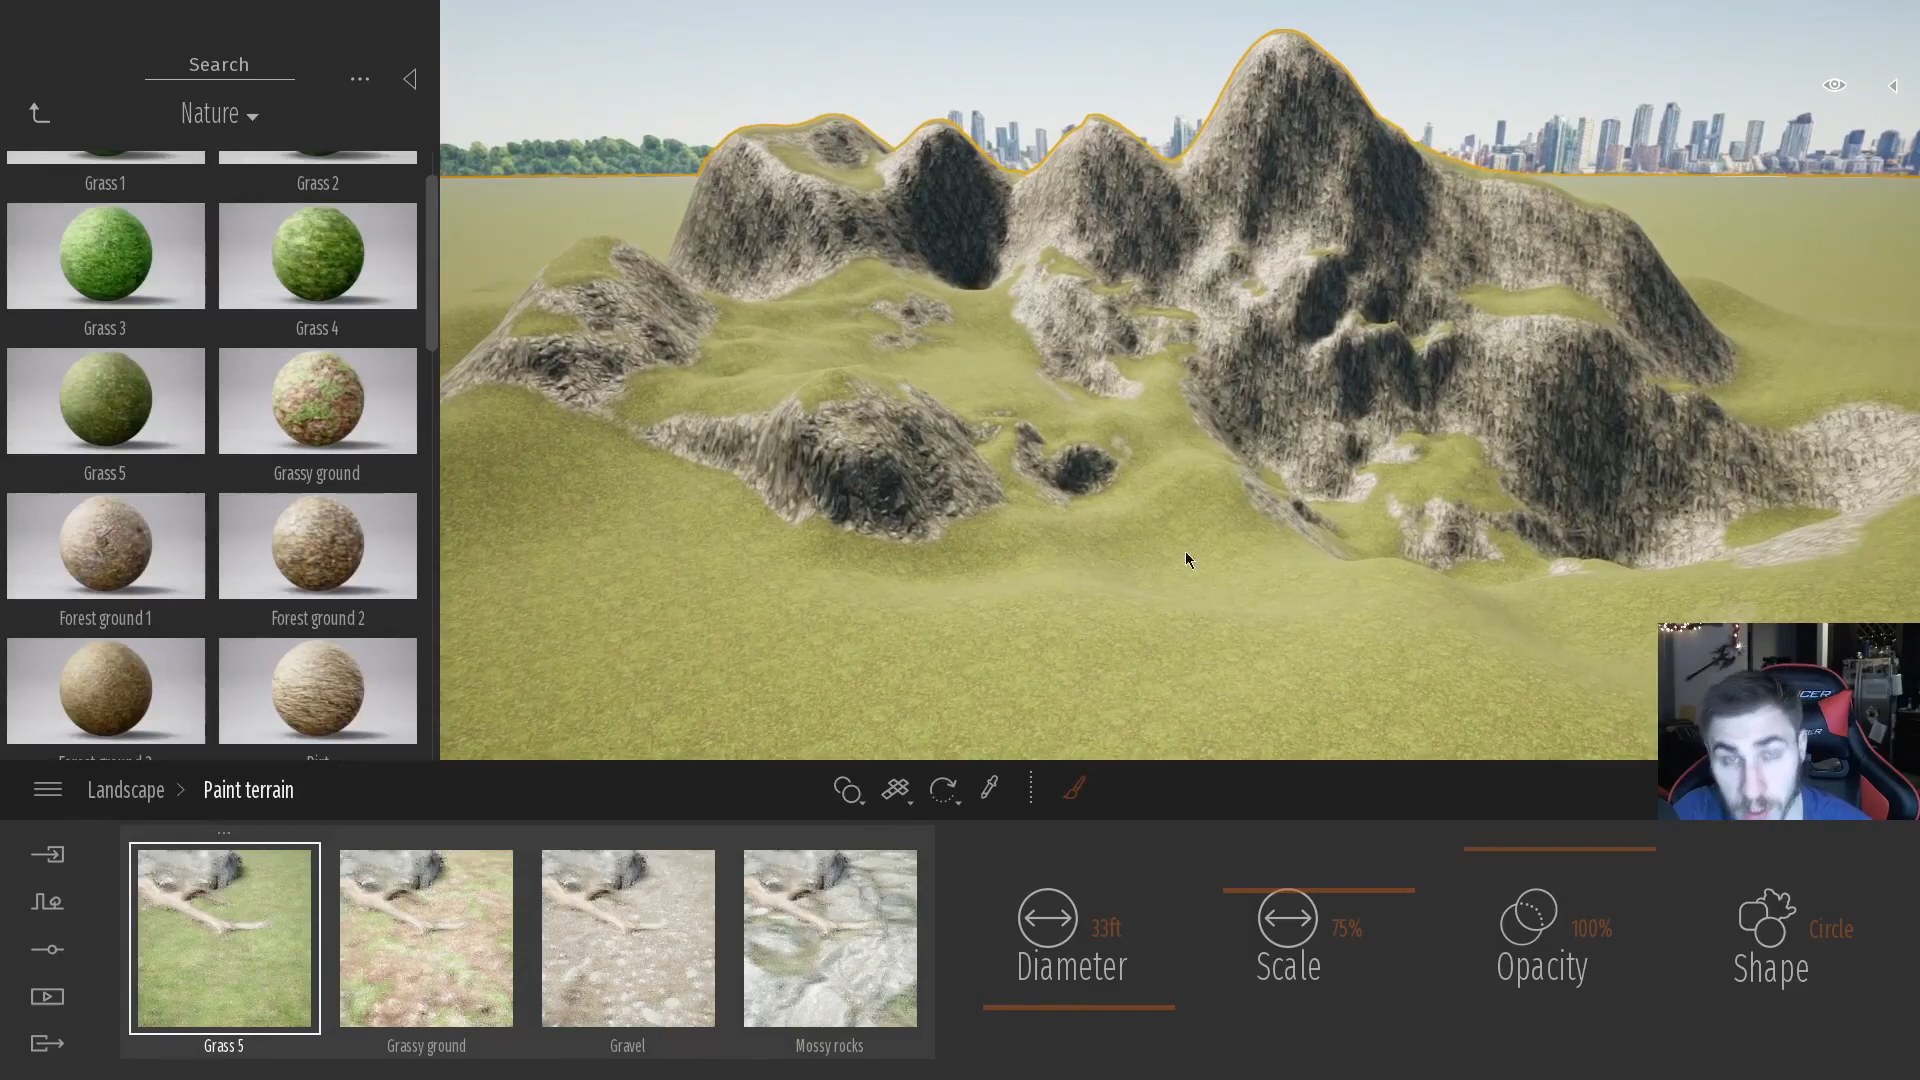 Search
...
Nature
Grass 1
Grass 2
Grass 3
Grass 4
Grass 5
Grassy ground
Forest ground 1
Forest ground 2
Landscape > Paint terrain
...
Grass 5
Grassy ground
Gravel
Mossy rocks
33ft
Diameter
75%
Scale
100%
Opacity
Circle
Shape